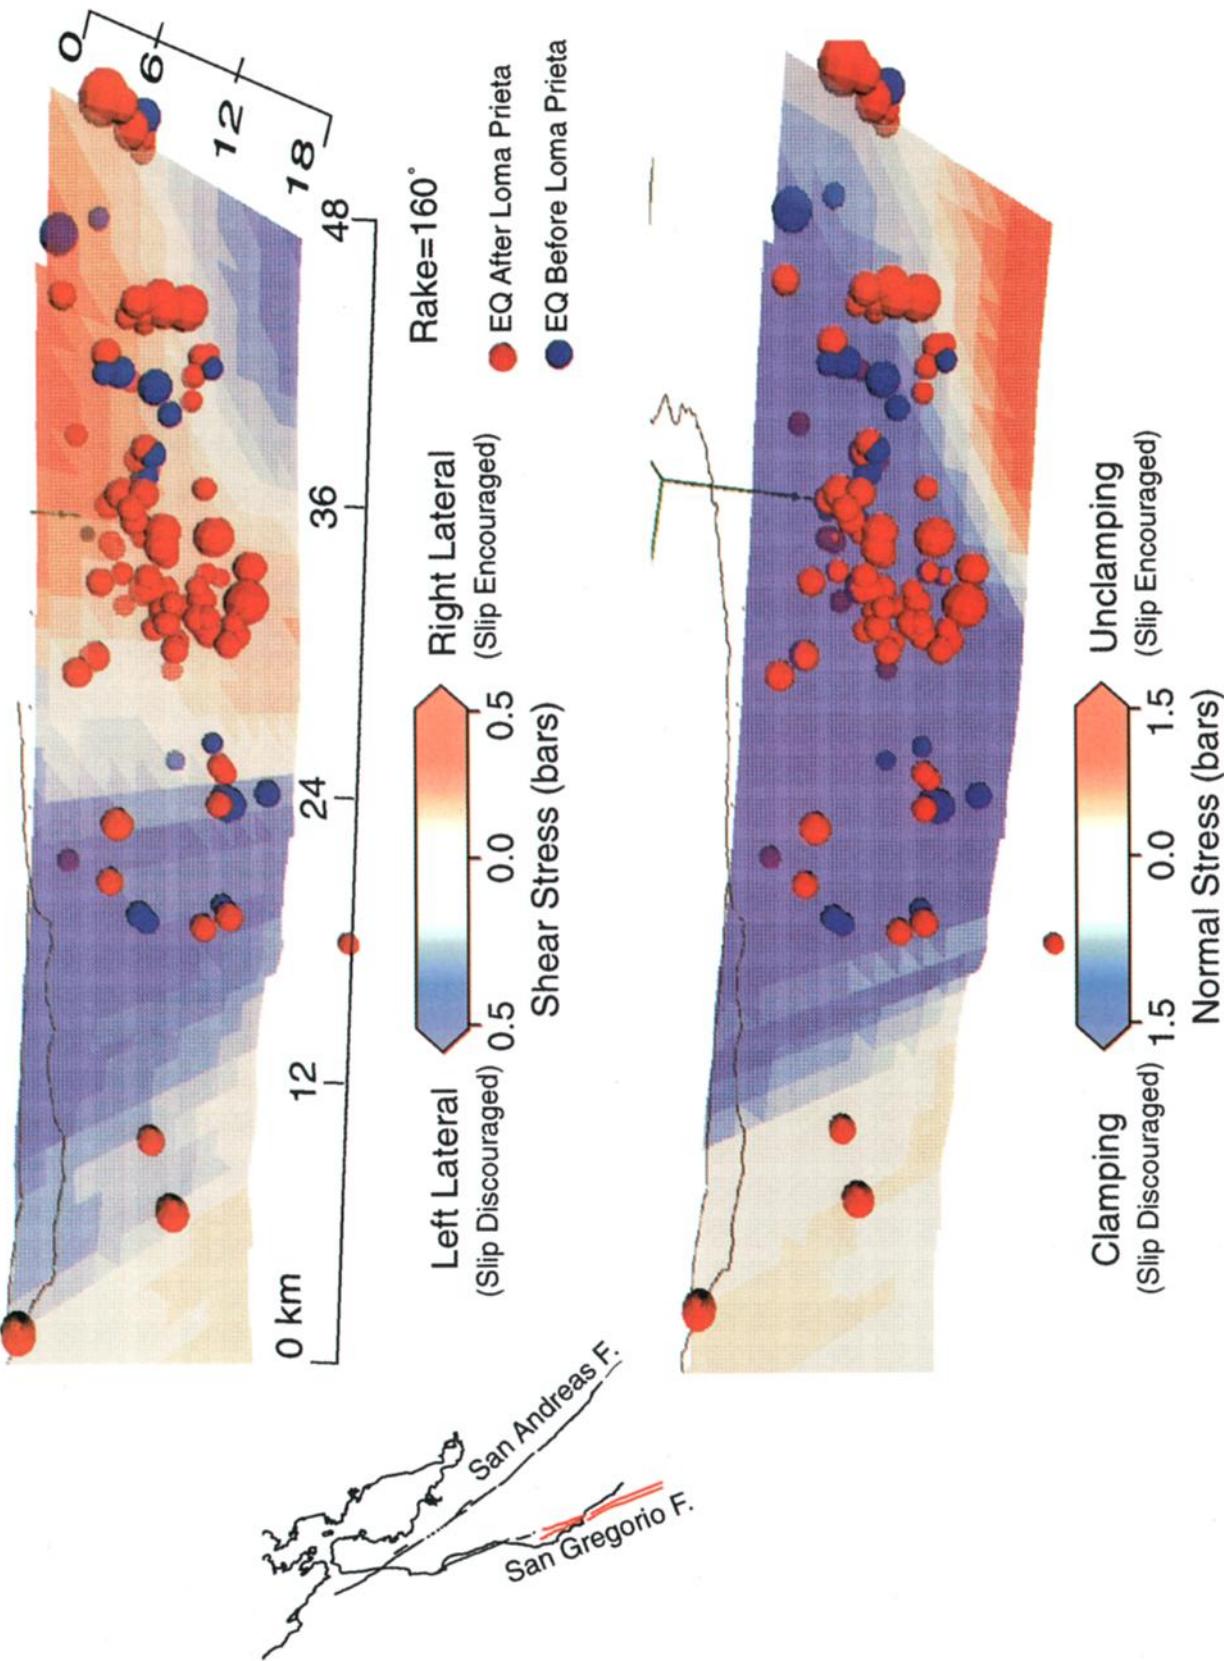 0
6
12
18
48
36
24
12
0 km
Rake=160°
EQ After Loma Prieta
EQ Before Loma Prieta
Left Lateral
(Slip Discouraged)
Right Lateral
(Slip Encouraged)
0.5 0.0 0.5
Shear Stress (bars)
San Andreas F.
San Gregorio F.
Clamping
(Slip Discouraged)
Unclamping
(Slip Encouraged)
1.5 0.0 1.5
Normal Stress (bars)